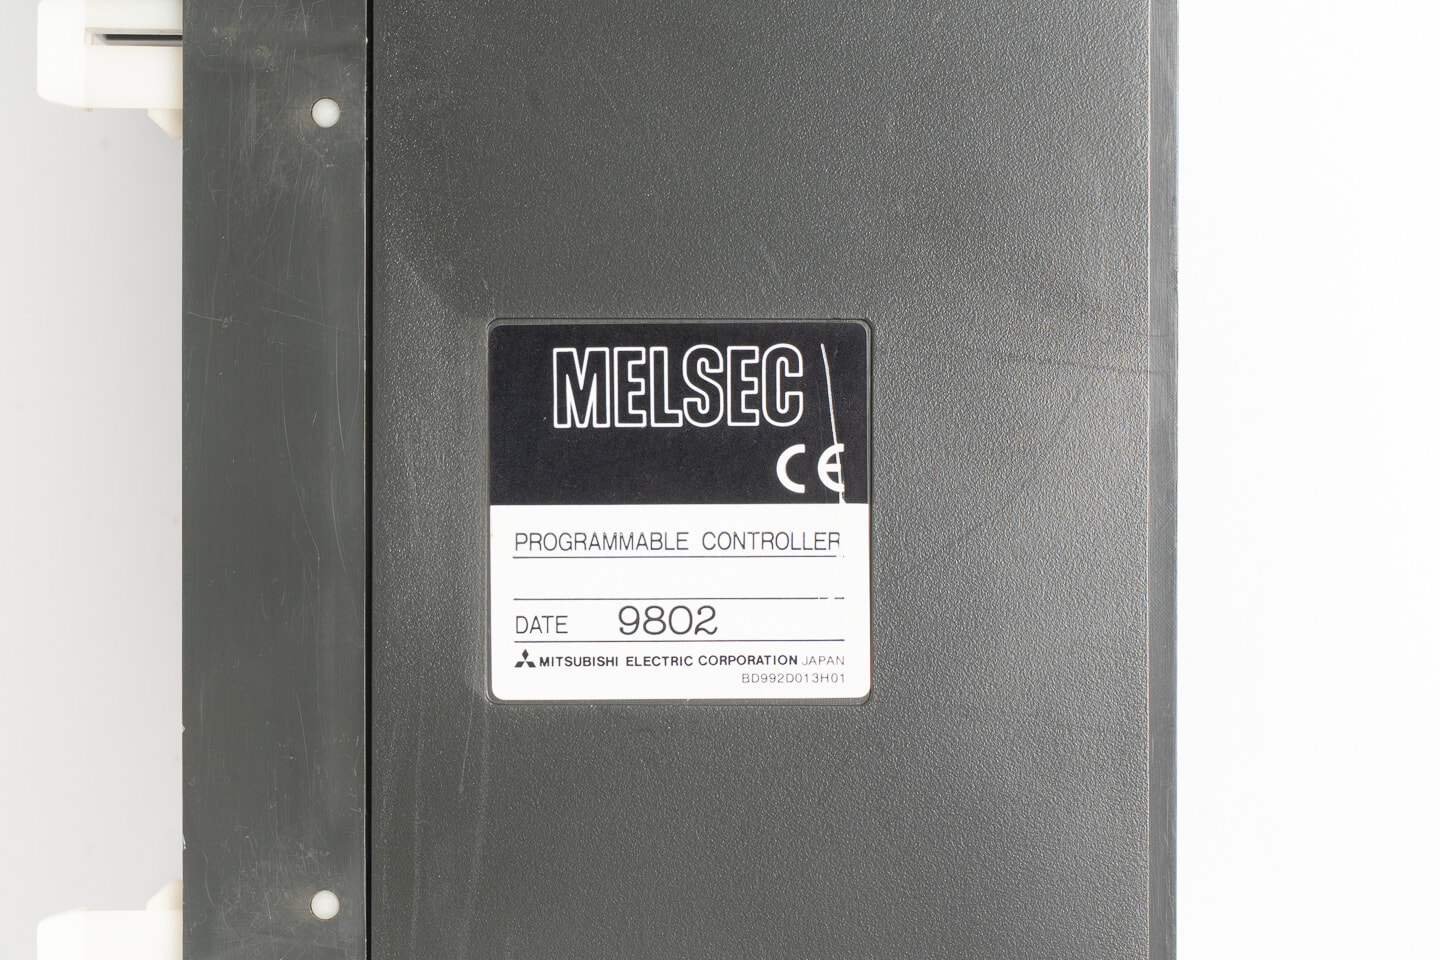 MELSEC
CE
PROGRAMMABLE CONTROLLER
DATE 9802
MITSUBISHI ELECTRIC CORPORATION JAPAN
BD992D013H01